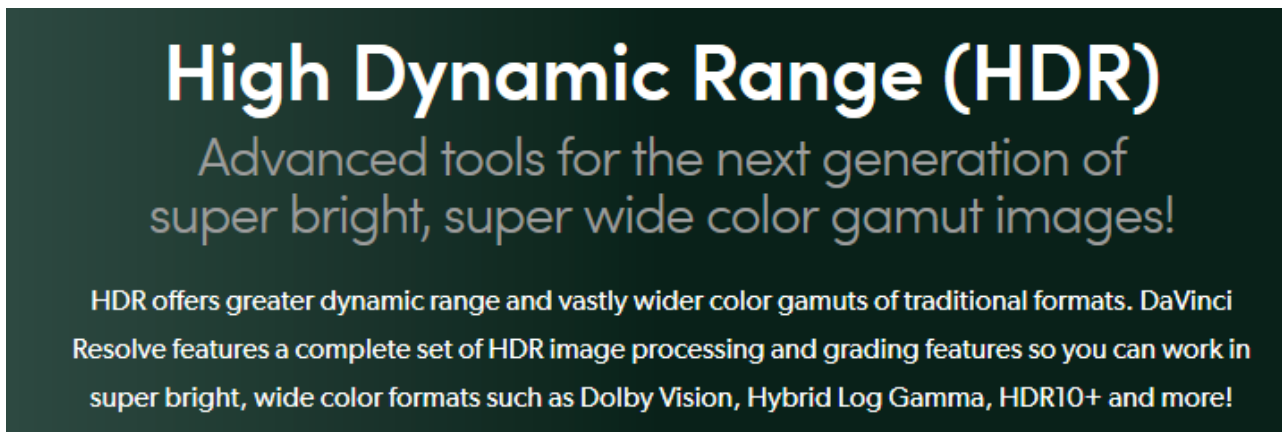 High Dynamic Range (HDR)
Advanced tools for the next generation of
super bright, super wide color gamut images!
HDR offers greater dynamic range and vastly wider color gamuts of traditional formats. DaVinci
Resolve features a complete set of HDR image processing and grading features so you can work in
super bright, wide color formats such as Dolby Vision, Hybrid Log Gamma, HDR10+ and more!